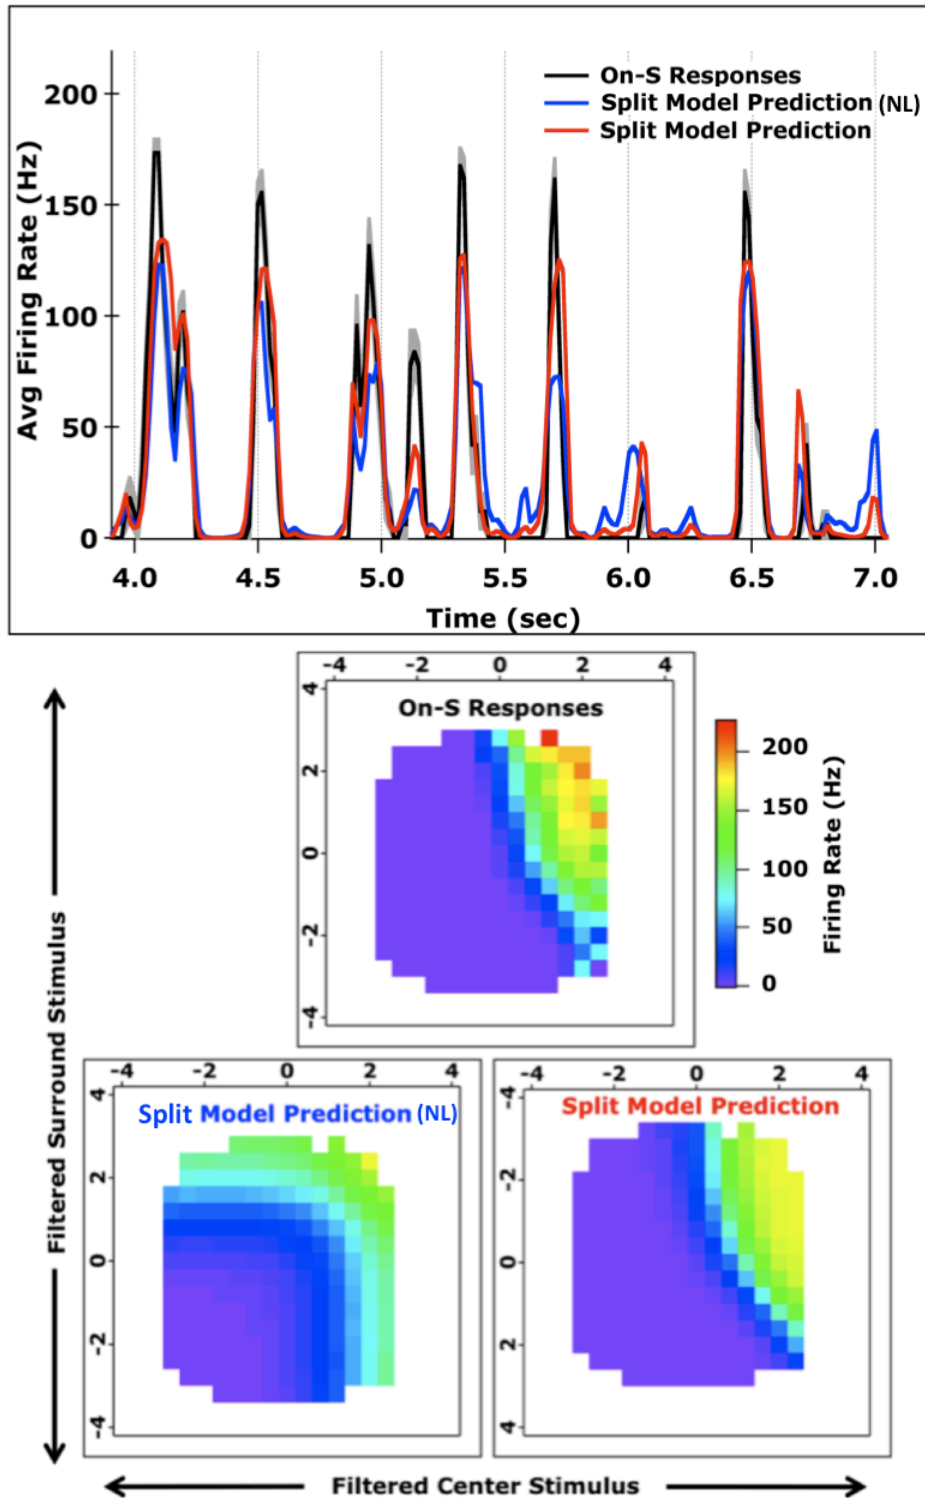 On-S Responses
Split Model Prediction (NL)
Split Model Prediction
Avg Firing Rate (Hz)
200
150
100
50
0
4.0 4.5 5.0 5.5 6.0 6.5 7.0
Time (sec)
-4 -2 0 2 4
4
2
0
-2
-4
On-S Responses
200
150
100
50
0
Firing Rate (Hz)
Filtered Surround Stimulus
-4 -2 0 2 4
4
2
0
-2
-4
Split Model Prediction (NL)
-4 -2 0 2 4
-4
-2
0
2
4
Split Model Prediction
Filtered Center Stimulus